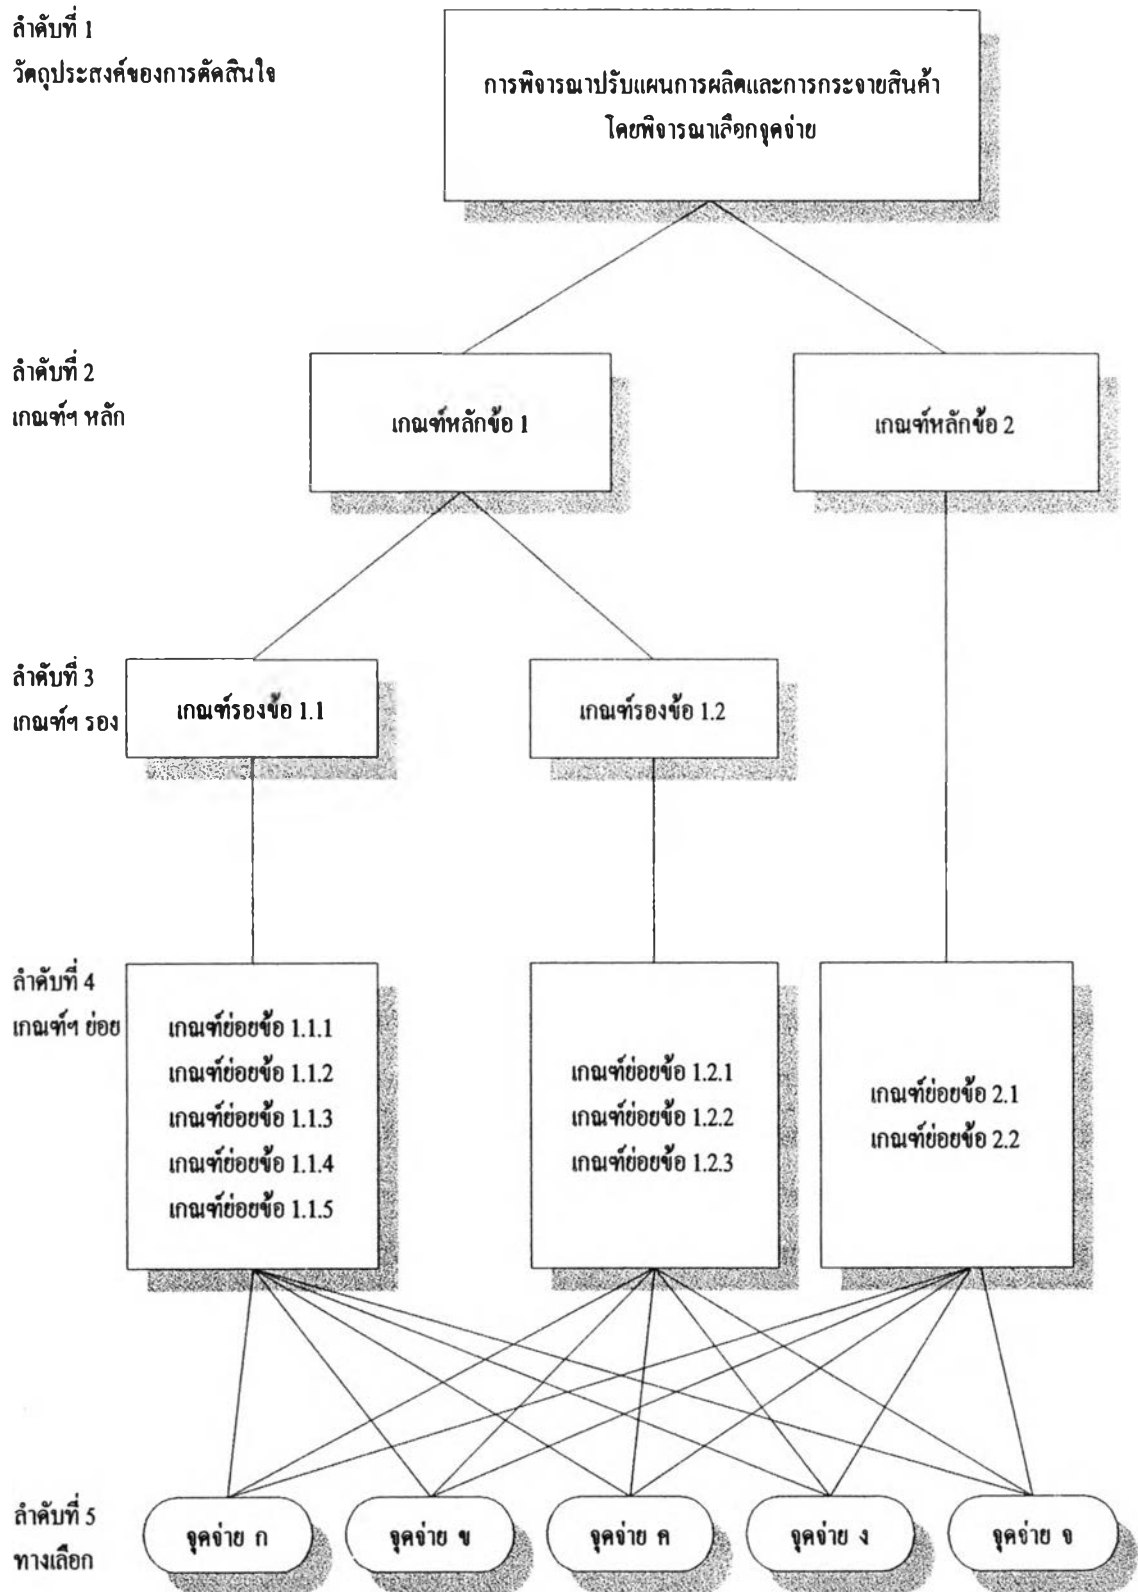 ลำดับที่ 1
วัตถุประสงค์ของการตัดสินใจ
การพิจารณาปรับแผนการผลิตและการกระจายสินค้า
โดยพิจารณาเลือกจุดจ่าย
ลำดับที่ 2
เกณฑ์ฯ หลัก
เกณฑ์หลักข้อ 1
เกณฑ์หลักข้อ 2
ลำดับที่ 3
เกณฑ์ฯ รอง
เกณฑ์รองข้อ 1.1
เกณฑ์รองข้อ 1.2
ลำดับที่ 4
เกณฑ์ฯ ย่อย
เกณฑ์ย่อยข้อ 1.1.1
เกณฑ์ย่อยข้อ 1.1.2
เกณฑ์ย่อยข้อ 1.1.3
เกณฑ์ย่อยข้อ 1.1.4
เกณฑ์ย่อยข้อ 1.1.5
เกณฑ์ย่อยข้อ 1.2.1
เกณฑ์ย่อยข้อ 1.2.2
เกณฑ์ย่อยข้อ 1.2.3
เกณฑ์ย่อยข้อ 2.1
เกณฑ์ย่อยข้อ 2.2
ลำดับที่ 5
ทางเลือก
จุดจ่าย ก
จุดจ่าย ข
จุดจ่าย ค
จุดจ่าย ง
จุดจ่าย จ